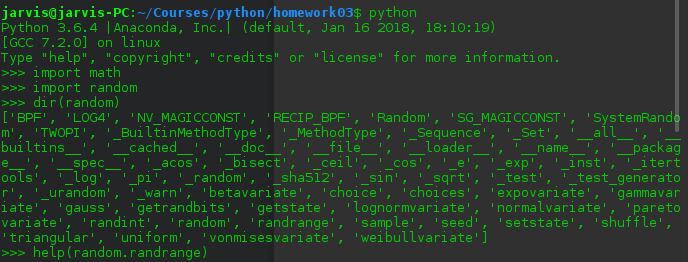 jarvis@jarvis-PC:~/Courses/python/homework03$ python
Python 3.6.4 |Anaconda, Inc.| (default, Jan 16 2018, 18:10:19)
[GCC 7.2.0] on linux
Type "help", "copyright", "credits" or "license" for more information.
>>> import math
>>> import random
>>> dir(random)
['BPF', 'LOG4', 'NV_MAGICCONST', 'RECIP_BPF', 'Random', 'SG_MAGICCONST', 'SystemRando
m', 'TWOPI', '_BuiltinMethodType', '_MethodType', '_Sequence', '_Set', '__all__', '__
builtins__', '__cached__', '__doc__', '__file__', '__loader__', '__name__', '__packag
e__', '__spec__', '_acos', '_bisect', '_ceil', '_cos', '_e', '_exp', '_inst', '_itert
ools', '_log', '_pi', '_random', '_sha512', '_sin', '_sqrt', '_test', '_test_generato
r', '_urandom', '_warn', 'betavariate', 'choice', 'choices', 'expovariate', 'gammavar
iate', 'gauss', 'getrandbits', 'getstate', 'lognormvariate', 'normalvariate', 'pareto
variate', 'randint', 'random', 'randrange', 'sample', 'seed', 'setstate', 'shuffle',
'triangular', 'uniform', 'vonmisesvariate', 'weibullvariate']
>>> help(random.randrange)